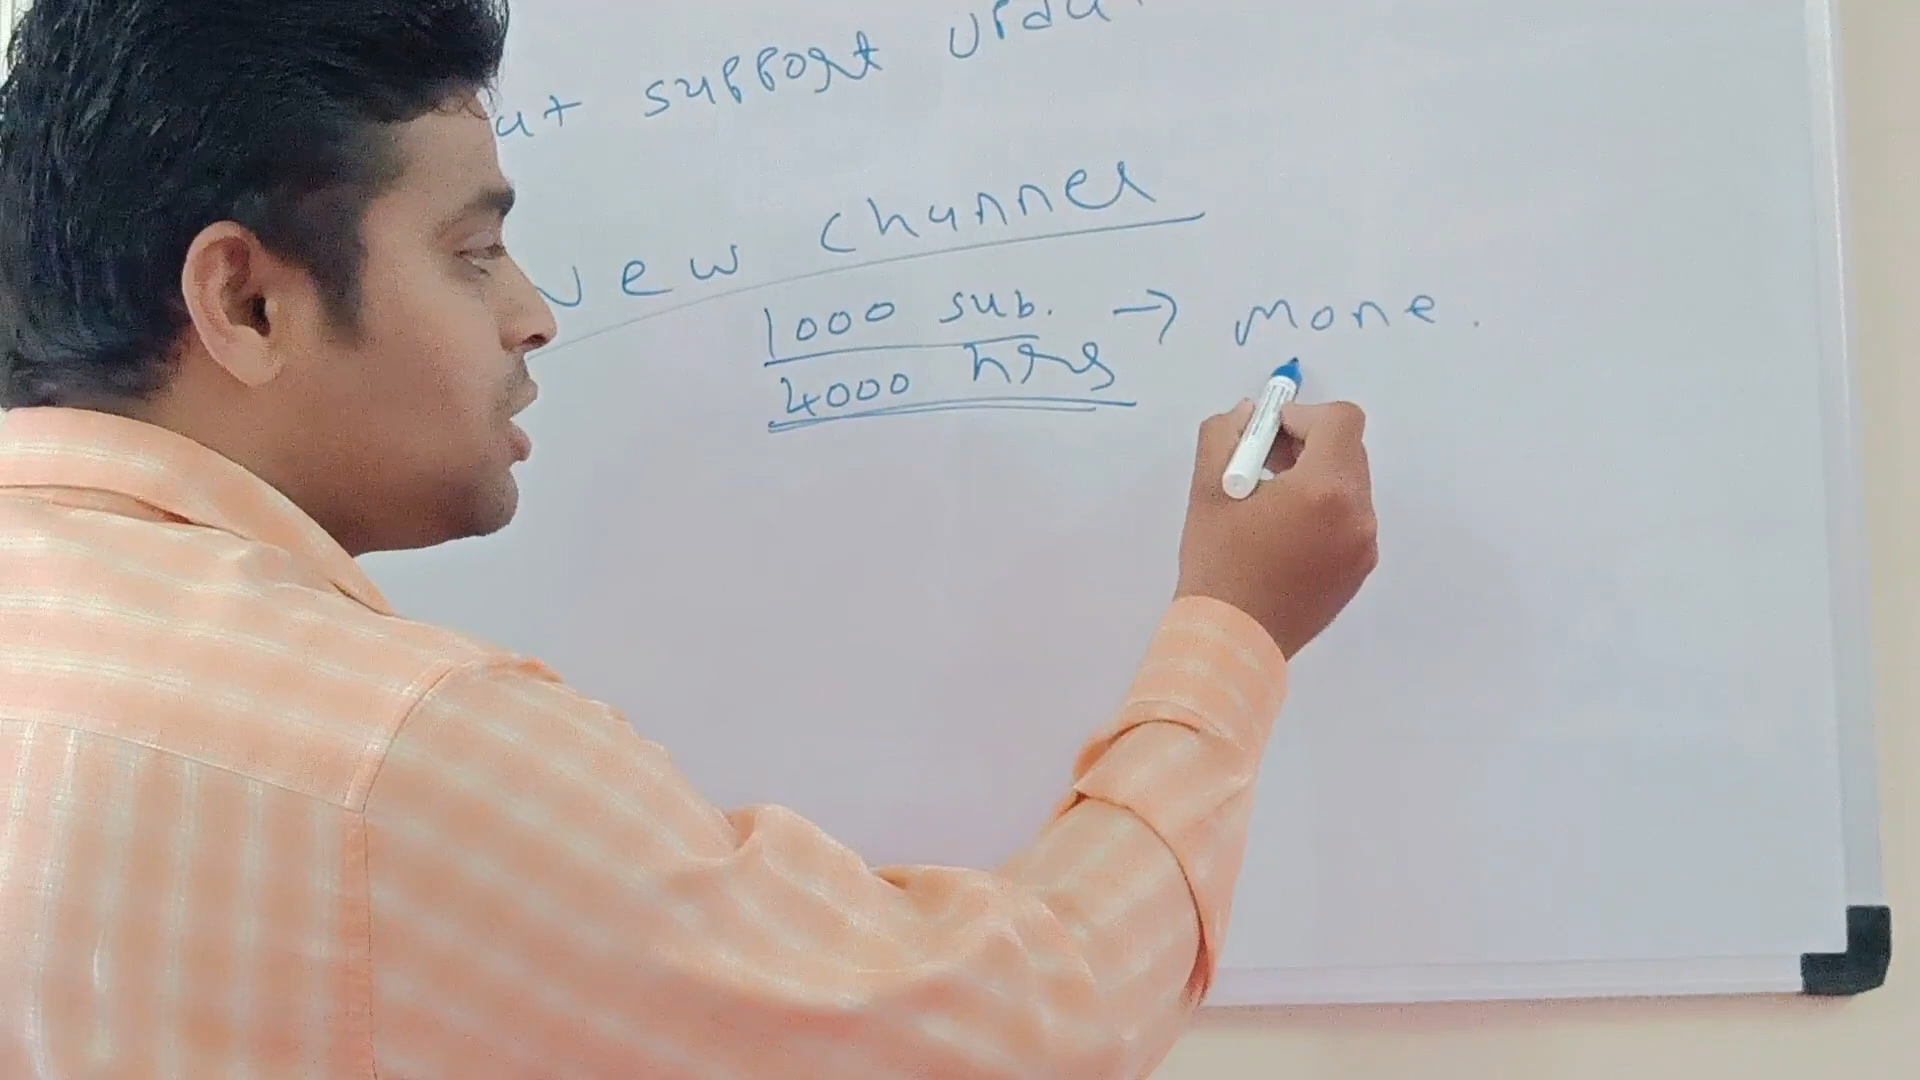 support
New Channel
1000 sub. → Mone.
4000 hrs